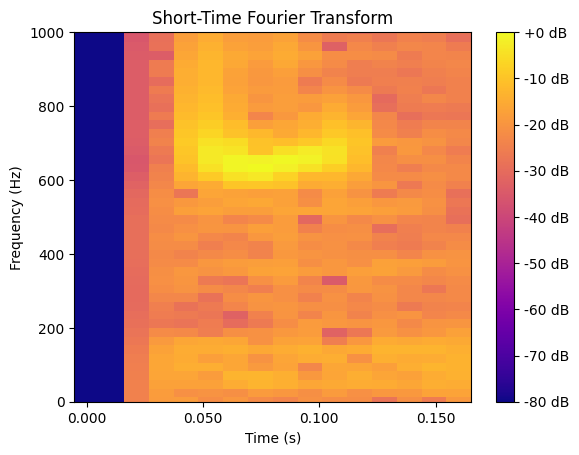 Short-Time Fourier Transform
1000
800
600
400
200
0
Frequency (Hz)
0.000
0.050
0.100
0.150
Time (s)
+0 dB
-10 dB
-20 dB
-30 dB
-40 dB
-50 dB
-60 dB
-70 dB
-80 dB